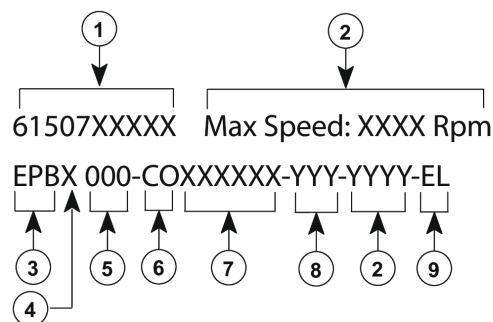 1 2
61507XXXXX Max Speed: XXXX Rpm
EPBX 000-COXXXXXX-YYY-YYYY-EL
3 5 6 7 8 2 9
4